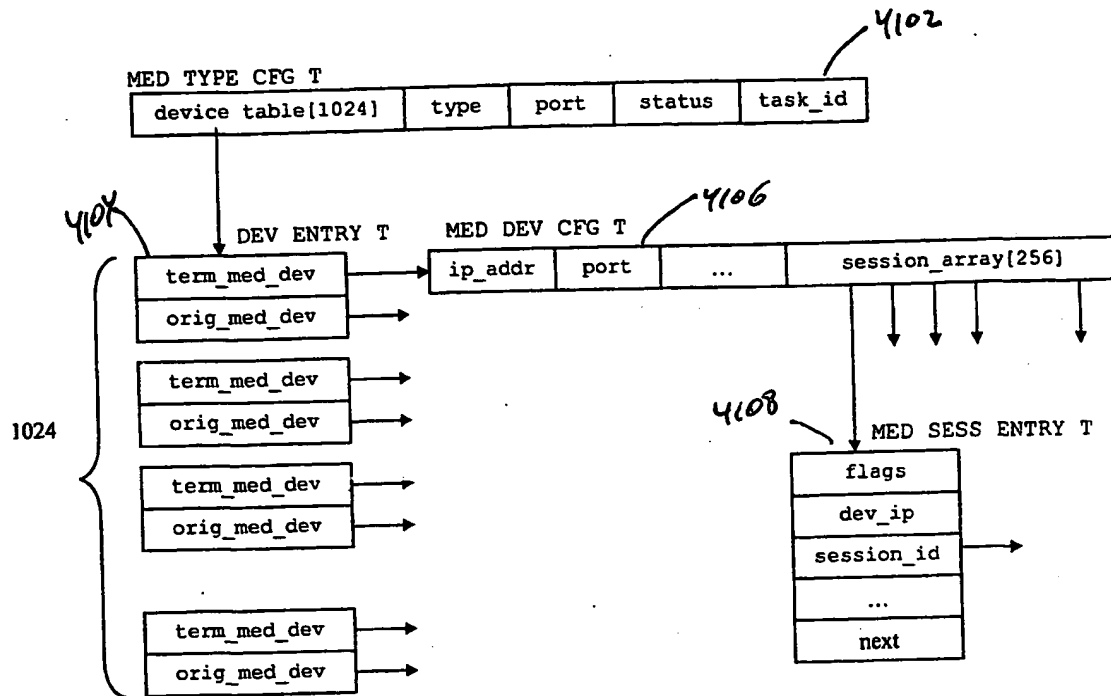 4102
MED TYPE CFG T
device table[1024] type port status task_id
4104
4106
DEV ENTRY T
MED DEV CFG T
term_med_dev
orig_med_dev
ip_addr port ... session_array[256]
term_med_dev
orig_med_dev
1024
4108
MED SESS ENTRY T
term_med_dev
orig_med_dev
flags
dev_ip
session_id
...
next
term_med_dev
orig_med_dev